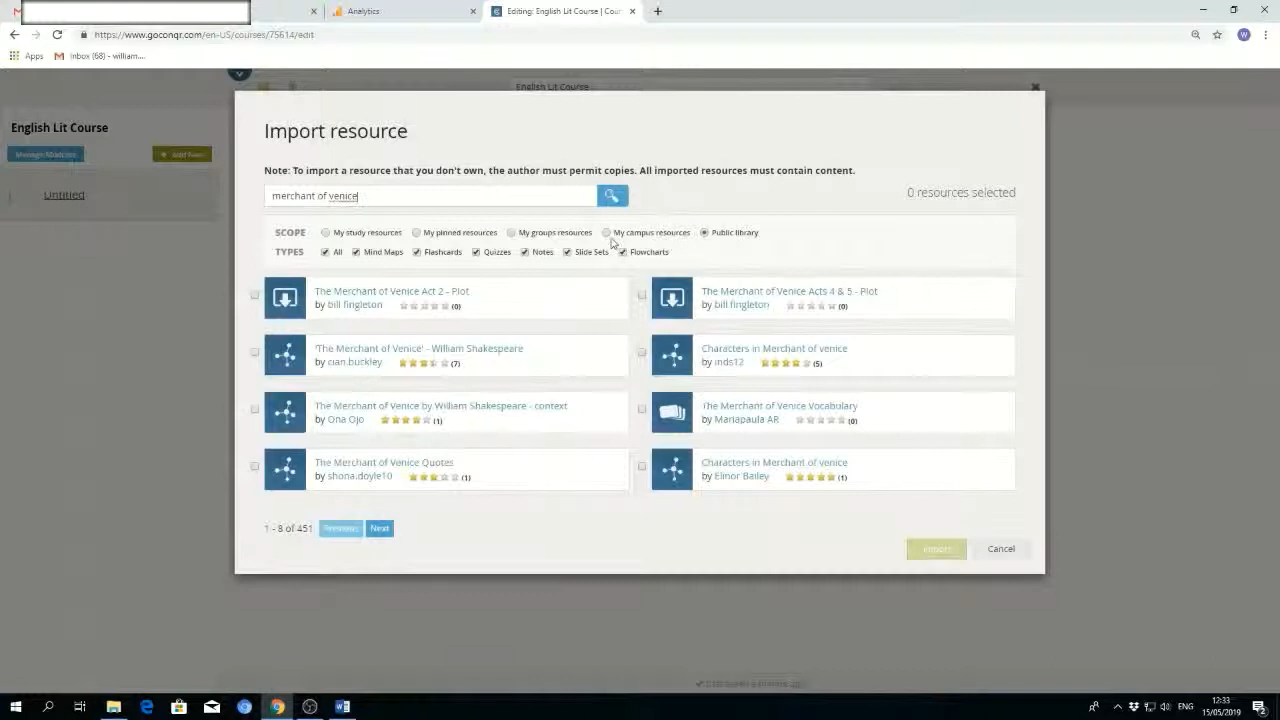 Analytics
Editing: English Lit Course | Cour
https://www.goconqr.com/en-US/courses/75614/edit
Apps
Inbox (68) - william....
English Lit Course
English Lit Course
Manage Modules
+ Add Item
Untitled
Import resource
Note: To import a resource that you don't own, the author must permit copies. All imported resources must contain content.
merchant of venice
0 resources selected
SCOPE My study resources My pinned resources My groups resources My campus resources Public library
TYPES All Mind Maps Flashcards Quizzes Notes Slide Sets Flowcharts
The Merchant of Venice Act 2 - Plot
by bill fingleton (0)
The Merchant of Venice Acts 4 & 5 - Plot
by bill fingleton (0)
'The Merchant of Venice' - William Shakespeare
by cian.buckley (7)
Characters in Merchant of venice
by inds12 (5)
The Merchant of Venice by William Shakespeare - context
by Ona Ojo (1)
The Merchant of Venice Vocabulary
by Mariapaula AR (0)
The Merchant of Venice Quotes
by shona.doyle10 (1)
Characters in Merchant of venice
by Elinor Bailey (1)
1 - 8 of 451 Previous Next
Import Cancel
ENG
12:33
15/05/2019